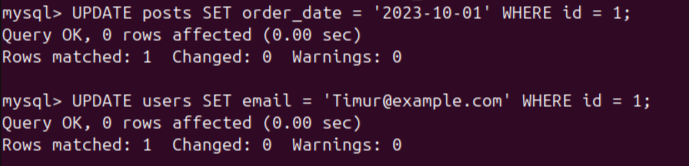 mysql> UPDATE posts SET order_date = '2023-10-01' WHERE id = 1;
Query OK, 0 rows affected (0.00 sec)
Rows matched: 1  Changed: 0  Warnings: 0

mysql> UPDATE users SET email = 'Timur@example.com' WHERE id = 1;
Query OK, 0 rows affected (0.00 sec)
Rows matched: 1  Changed: 0  Warnings: 0